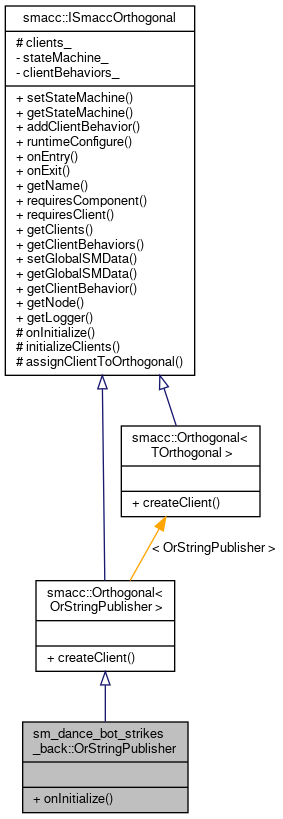 smacc::ISmaccOrthogonal
# clients_
- stateMachine_
- clientBehaviors_
+ setStateMachine()
+ getStateMachine()
+ addClientBehavior()
+ runtimeConfigure()
+ onEntry()
+ onExit()
+ getName()
+ requiresComponent()
+ requiresClient()
+ getClients()
+ getClientBehaviors()
+ setGlobalSMData()
+ getGlobalSMData()
+ getClientBehavior()
+ getNode()
+ getLogger()
# onInitialize()
# initializeClients()
# assignClientToOrthogonal()
smacc::Orthogonal<
TOrthogonal >
+ createClient()
< OrStringPublisher >
smacc::Orthogonal<
OrStringPublisher >
+ createClient()
sm_dance_bot_strikes
_back::OrStringPublisher
+ onInitialize()